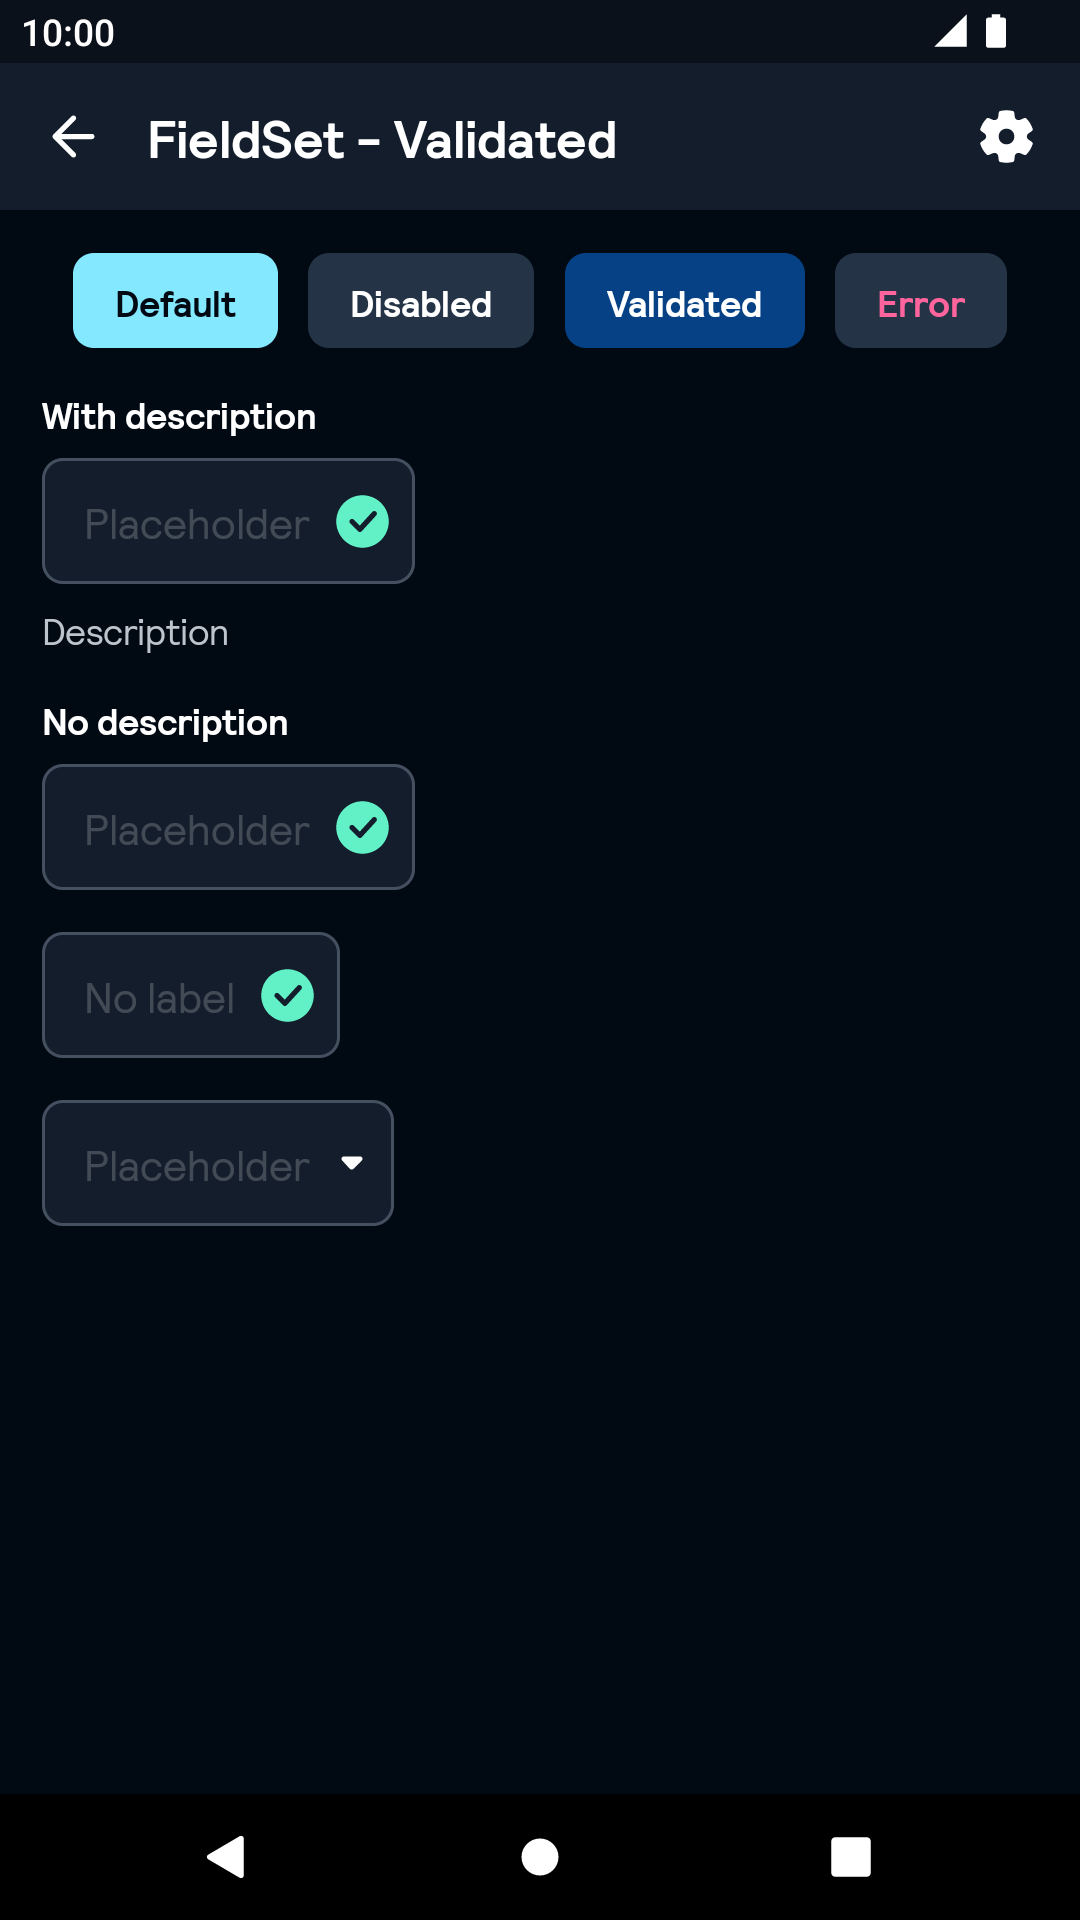 10:00
FieldSet - Validated
Default Disabled Validated Error
With description
Placeholder
Description
No description
Placeholder
No label
Placeholder